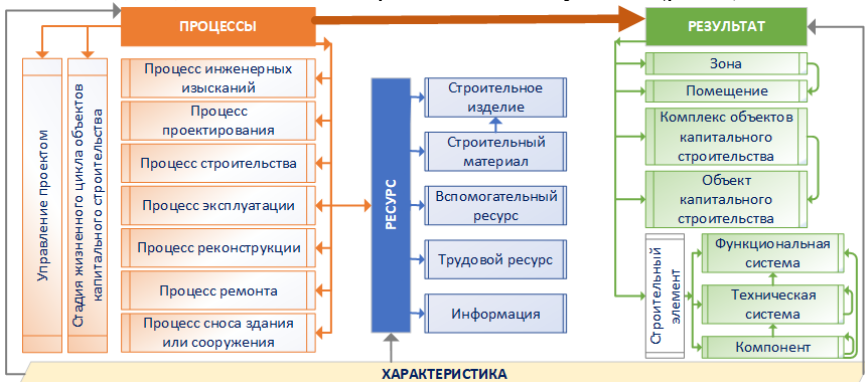 ПРОЦЕССЫ
РЕЗУЛЬТАТ
Управление проектом
Стадия жизненного цикла объектов
капитального строительства
Процесс инженерных
изысканий
Процесс
проектирования
Процесс строительства
Процесс эксплуатации
Процесс реконструкции
Процесс ремонта
Процесс сноса здания
или сооружения
РЕСУРС
Строительное
изделие
Строительный
материал
Вспомогательный
ресурс
Трудовой ресурс
Информация
Зона
Помещение
Комплекс объектов
капитального
строительства
Объект
капитального
строительства
Строительный
элемент
Функциональная
система
Техническая
система
Компонент
ХАРАКТЕРИСТИКА